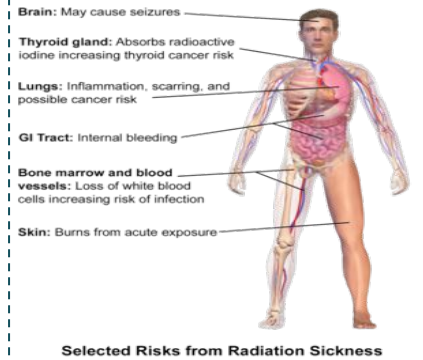 Brain: May cause seizures
Thyroid gland: Absorbs radioactive
iodine increasing thyroid cancer risk
Lungs: Inflammation, scarring, and
possible cancer risk
GI Tract: Internal bleeding
Bone marrow and blood
vessels: Loss of white blood
cells increasing risk of infection
Skin: Burns from acute exposure
Selected Risks from Radiation Sickness